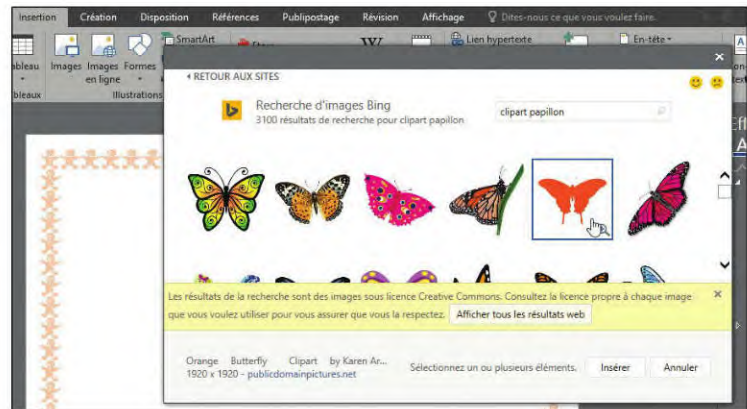 Insertion Création Disposition Références Publipostage Révision Affichage Dites-nous ce que vous voulez faire.
SmartArt Lien hypertexte En-tête
Images Images Formes
en ligne
Illustrations
RETOUR AUX SITES
Recherche d'images Bing
3100 résultats de recherche pour clipart papillon
clipart papillon
Les résultats de la recherche sont des images sous licence Creative Commons. Consultez la licence propre à chaque image
que vous voulez utiliser pour vous assurer que vous la respectez. Afficher tous les résultats web
Orange Butterfly Clipart by Karen Ar...
1920 x 1920 - publicdomainpictures.net
Sélectionnez un ou plusieurs éléments. Insérer Annuler